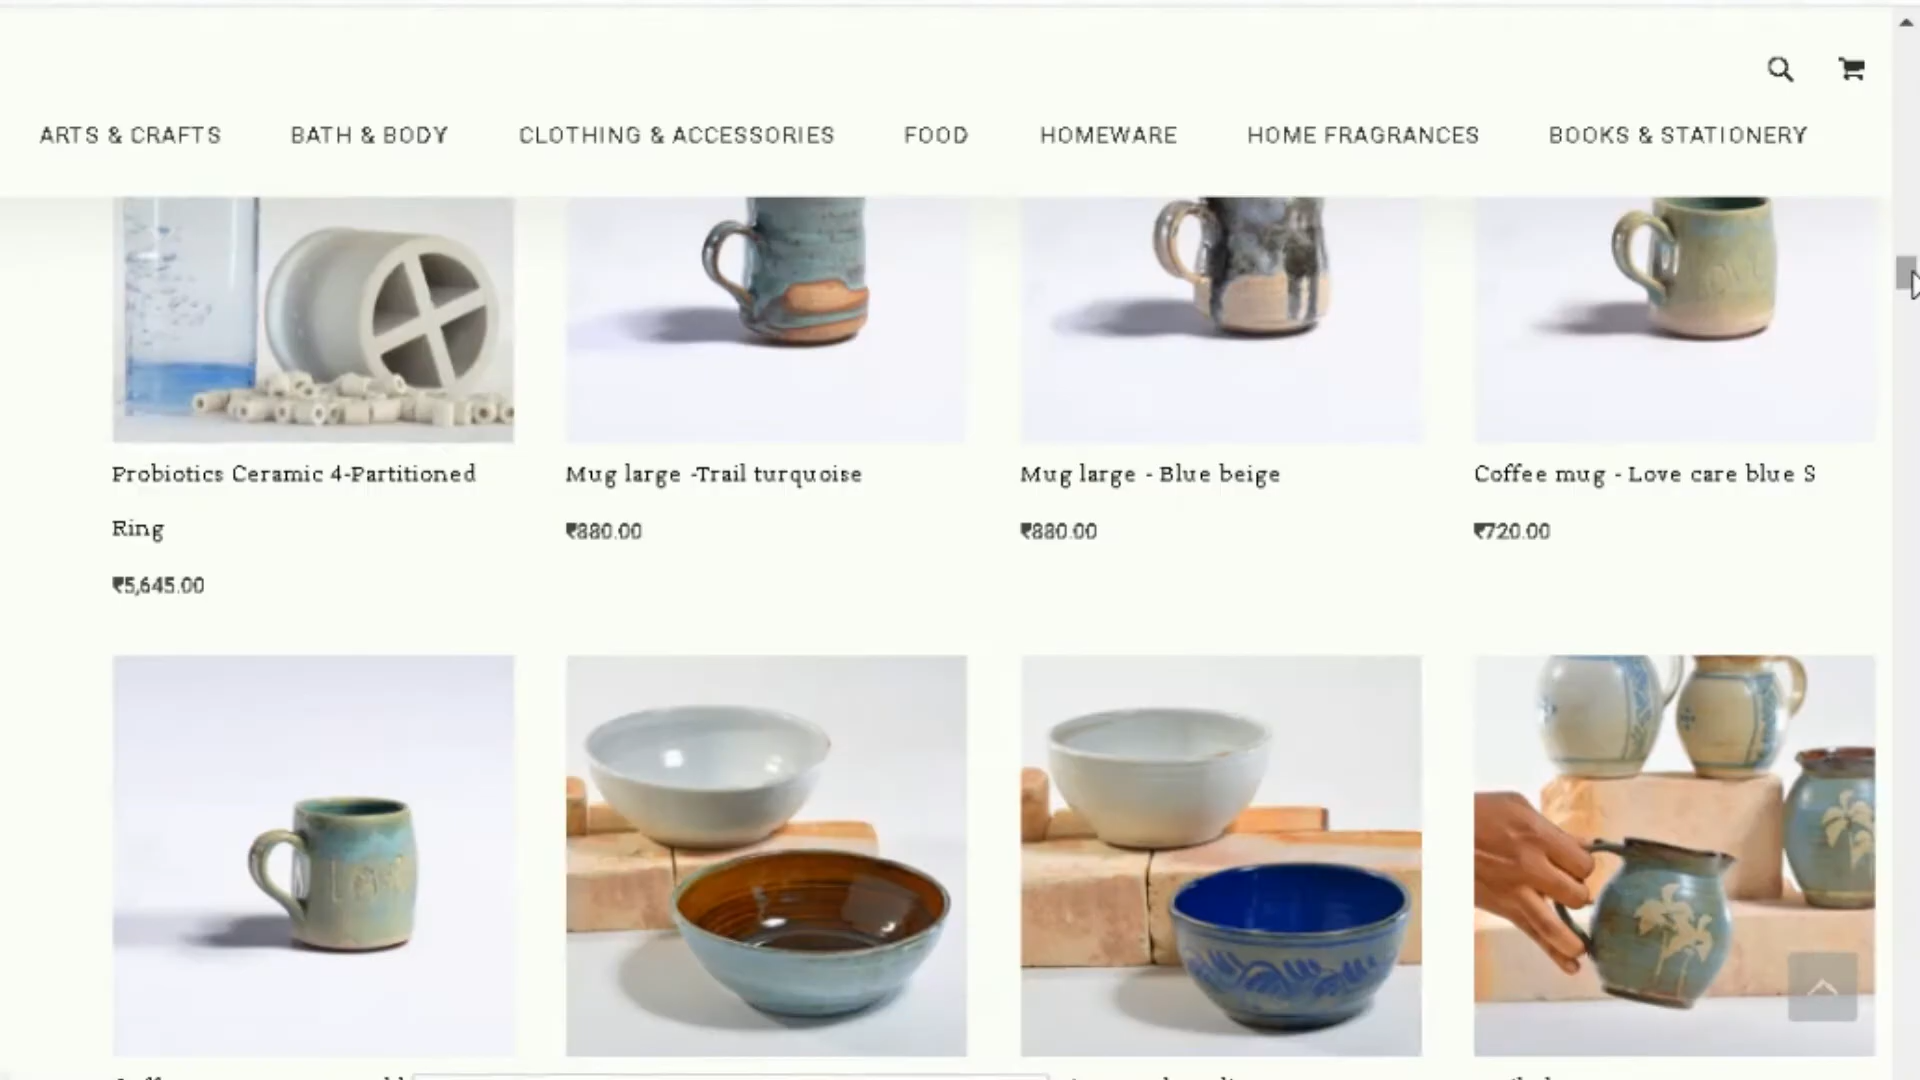 ARTS & CRAFTS BATH & BODY CLOTHING & ACCESSORIES FOOD HOMEWARE HOME FRAGRANCES BOOKS & STATIONERY
Probiotics Ceramic 4-Partitioned
Ring
₹5,645.00
Mug large -Trail turquoise
₹880.00
Mug large - Blue beige
₹880.00
Coffee mug - Love care blue S
₹720.00